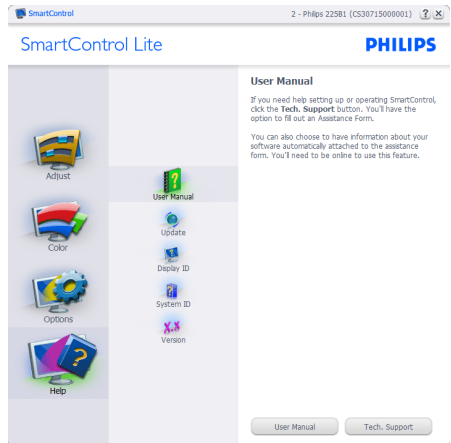 SmartControl
2 - Philips 225B1 (CS30715000001) ? ×
SmartControl Lite
PHILIPS
Adjust
Color
Options
Help
User Manual
Update
Display ID
System ID
X.X
Version
User Manual
If you need help setting up or operating SmartControl,
click the Tech. Support button. You'll have the
option to fill out an Assistance Form.
You can also choose to have information about your
software automatically attached to the assistance
form. You'll need to be online to use this feature.
User Manual
Tech. Support